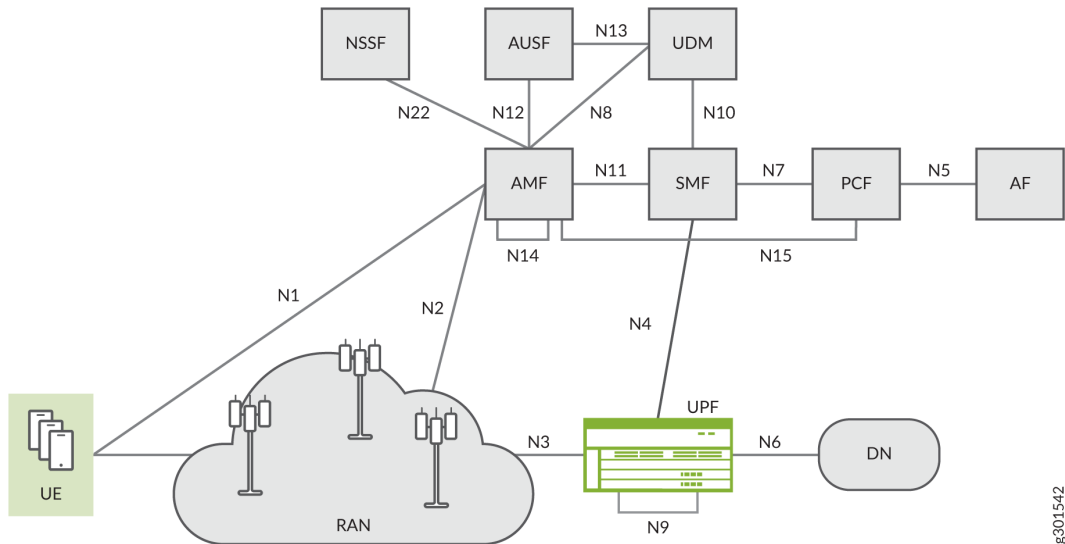 NSSF
AUSF
N13
UDM
N22
N12
N8
N10
AMF
N11
SMF
N7
PCF
N5
AF
N14
N15
N1
N2
N4
UPF
UE
N3
N6
DN
RAN
N9
g301542